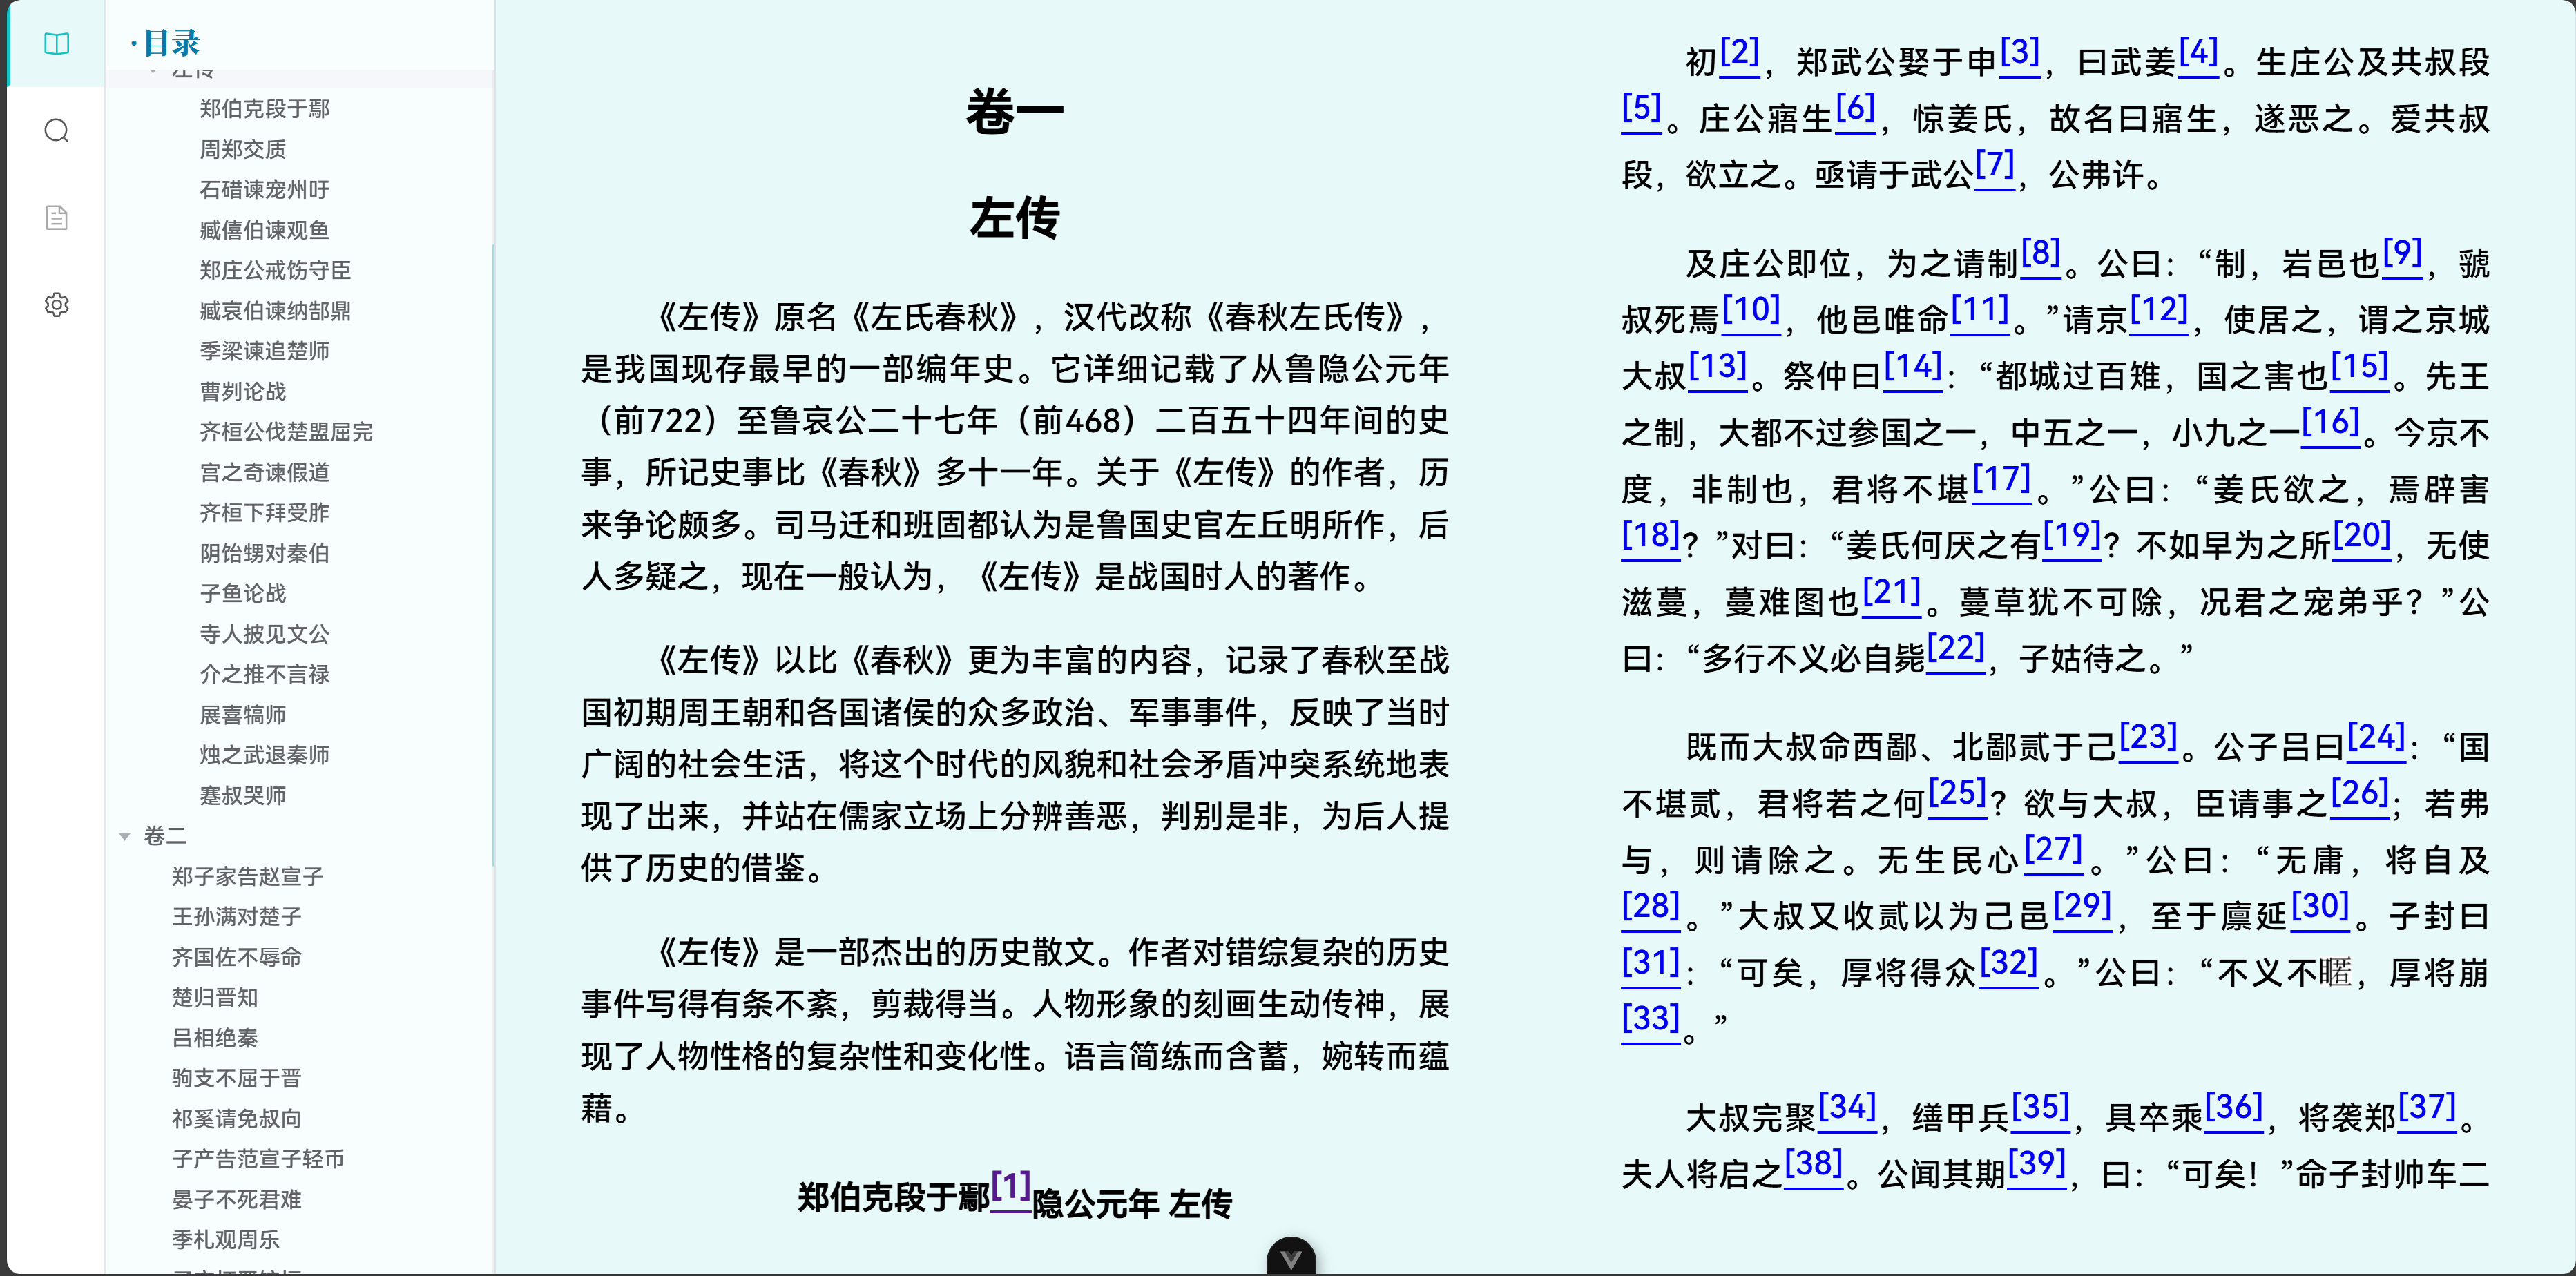 ·目录
左传
郑伯克段于鄢
周郑交质
石碏谏宠州吁
臧僖伯谏观鱼
郑庄公戒饬守臣
臧哀伯谏纳郜鼎
季梁谏追楚师
曹刿论战
齐桓公伐楚盟屈完
宫之奇谏假道
齐桓下拜受胙
阴饴甥对秦伯
子鱼论战
寺人披见文公
介之推不言禄
展喜犒师
烛之武退秦师
蹇叔哭师
卷二
郑子家告赵宣子
王孙满对楚子
齐国佐不辱命
楚归晋知
吕相绝秦
驹支不屈于晋
祁奚请免叔向
子产告范宣子轻币
晏子不死君难
季札观周乐
卷一
左传
《左传》原名《左氏春秋》，汉代改称《春秋左氏传》，
是我国现存最早的一部编年史。它详细记载了从鲁隐公元年
（前722）至鲁哀公二十七年（前468）二百五十四年间的史
事，所记史事比《春秋》多十一年。关于《左传》的作者，历
来争论颇多。司马迁和班固都认为是鲁国史官左丘明所作，后
人多疑之，现在一般认为，《左传》是战国时人的著作。
《左传》以比《春秋》更为丰富的内容，记录了春秋至战
国初期周王朝和各国诸侯的众多政治、军事事件，反映了当时
广阔的社会生活，将这个时代的风貌和社会矛盾冲突系统地表
现了出来，并站在儒家立场上分辨善恶，判别是非，为后人提
供了历史的借鉴。
《左传》是一部杰出的历史散文。作者对错综复杂的历史
事件写得有条不紊，剪裁得当。人物形象的刻画生动传神，展
现了人物性格的复杂性和变化性。语言简练而含蓄，婉转而蕴
藉。
郑伯克段于鄢[1]隐公元年 左传
初[2]，郑武公娶于申[3]，曰武姜[4]。生庄公及共叔段
[5]。庄公寤生[6]，惊姜氏，故名曰寤生，遂恶之。爱共叔
段，欲立之。亟请于武公[7]，公弗许。
及庄公即位，为之请制[8]。公曰：“制，岩邑也[9]，虢
叔死焉[10]，他邑唯命[11]。”请京[12]，使居之，谓之京城
大叔[13]。祭仲曰[14]：“都城过百雉，国之害也[15]。先王
之制，大都不过参国之一，中五之一，小九之一[16]。今京不
度，非制也，君将不堪[17]。”公曰：“姜氏欲之，焉辟害
[18]？”对曰：“姜氏何厌之有[19]？不如早为之所[20]，无使
滋蔓，蔓难图也[21]。蔓草犹不可除，况君之宠弟乎？”公
曰：“多行不义必自毙[22]，子姑待之。”
既而大叔命西鄙、北鄙贰于己[23]。公子吕曰[24]：“国
不堪贰，君将若之何[25]？欲与大叔，臣请事之[26]；若弗
与，则请除之。无生民心[27]。”公曰：“无庸，将自及
[28]。”大叔又收贰以为己邑[29]，至于廪延[30]。子封曰
[31]：“可矣，厚将得众[32]。”公曰：“不义不暱，厚将崩
[33]。”
大叔完聚[34]，缮甲兵[35]，具卒乘[36]，将袭郑[37]。
夫人将启之[38]。公闻其期[39]，曰：“可矣！”命子封帅车二